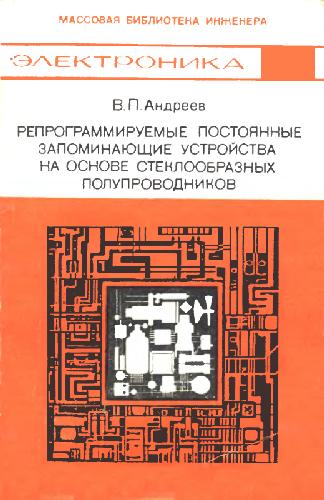 МАССОВАЯ БИБЛИОТЕКА ИНЖЕНЕРА
ЭЛЕКТРОНИКА
В.П.Андреев
РЕПРОГРАММИРУЕМЫЕ ПОСТОЯННЫЕ
ЗАПОМИНАЮЩИЕ УСТРОЙСТВА
НА ОСНОВЕ СТЕКЛООБРАЗНЫХ
ПОЛУПРОВОДНИКОВ